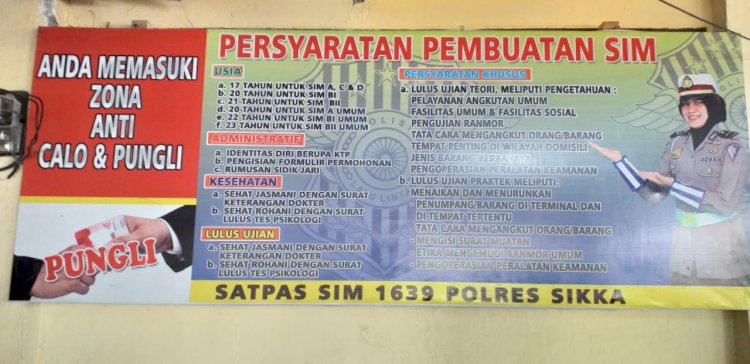 ANDA MEMASUKI
ZONA
ANTI
CALO & PUNGLI
PUNGLI
PERSYARATAN PEMBUATAN SIM
USIA
a. 17 TAHUN UNTUK SIM A, C & D
b. 20 TAHUN UNTUK SIM BI
c. 21 TAHUN UNTUK SIM BII
d. 20 TAHUN UNTUK SIM A UMUM
e. 22 TAHUN UNTUK SIM BI UMUM
f. 23 TAHUN UNTUK SIM BII UMUM
ADMINISTRATIF
a. IDENTITAS DIRI BERUPA KTP
b. PENGISIAN FORMULIR PERMOHONAN
c. RUMUSAN SIDIK JARI
KESEHATAN
a. SEHAT JASMANI DENGAN SURAT
KETERANGAN DOKTER
b. SEHAT ROHANI DENGAN SURAT
LULUS TES PSIKOLOGI
LULUS UJIAN
a. SEHAT JASMANI DENGAN SURAT
KETERANGAN DOKTER
b. SEHAT ROHANI DENGAN SURAT
LULUS TES PSIKOLOGI
PERSYARATAN KHUSUS
a. LULUS UJIAN TEORI, MELIPUTI PENGETAHUAN :
PELAYANAN ANGKUTAN UMUM
FASILITAS UMUM & FASILITAS SOSIAL
PENGUJIAN RANMOR
TATA CARA MENGANGKUT ORANG/BARANG
TEMPAT PENTING DI WILAYAH DOMISILI
JENIS BARANG
PENGOPERASIAN PERALATAN KEAMANAN
b. LULUS UJIAN PRAKTEK MELIPUTI:
MENAIKAN DAN MENURUNKAN
- PENUMPANG/BARANG DI TERMINAL DAN
DI TEMPAT TERTENTU
TATA CARA MENGANGKUT ORANG/BARANG
- MENGISI SURAT MUATAN
- ETIKA MENGEMUDI RANMOR UMUM
- PENGOPERASIAN PERALATAN KEAMANAN
SATPAS SIM 1639 POLRES SIKKA